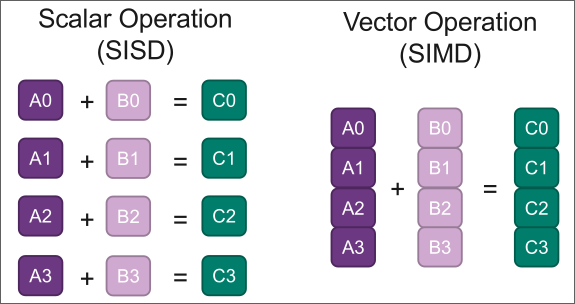 Scalar Operation
(SISD)
A0 + B0 = C0
A1 + B1 = C1
A2 + B2 = C2
A3 + B3 = C3
Vector Operation
(SIMD)
A0 B0 C0
A1 B1 C1
+ =
A2 B2 C2
A3 B3 C3